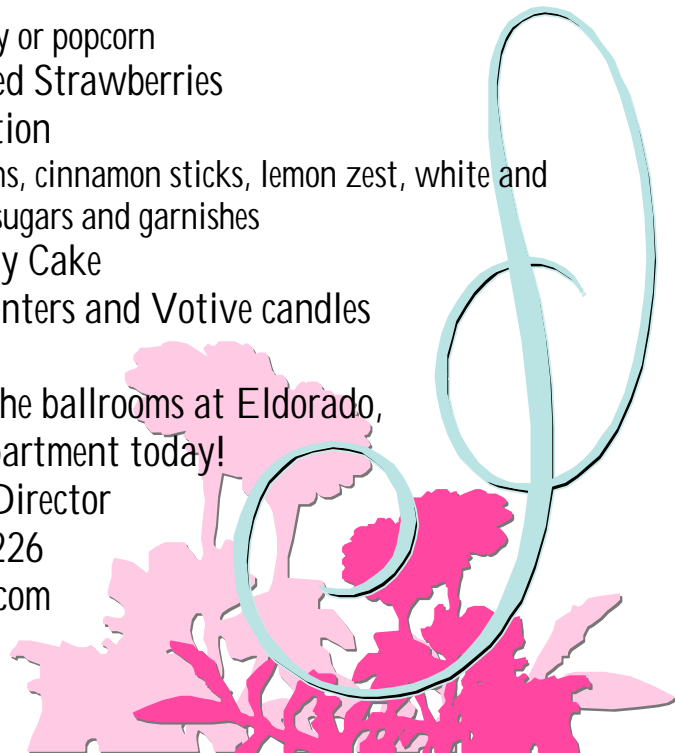 y or popcorn
ed Strawberries
tion
ns, cinnamon sticks, lemon zest, white and
sugars and garnishes
y Cake
nters and Votive candles
he ballrooms at Eldorado,
partment today!
Director
226
com